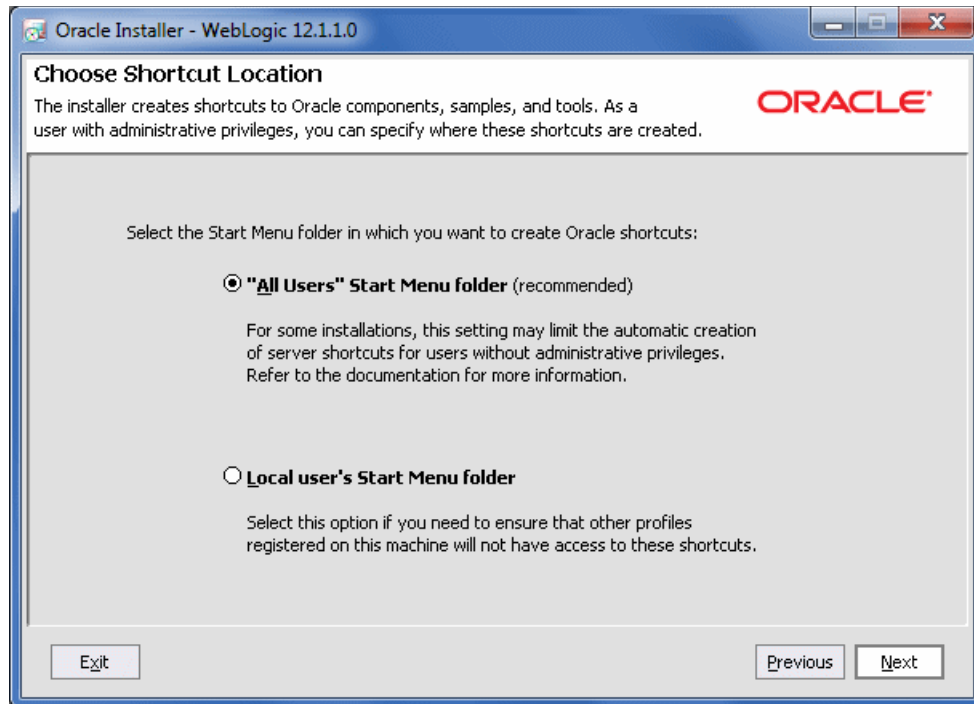 Oracle Installer - WebLogic 12.1.1.0
Choose Shortcut Location
The installer creates shortcuts to Oracle components, samples, and tools. As a
user with administrative privileges, you can specify where these shortcuts are created.
ORACLE
Select the Start Menu folder in which you want to create Oracle shortcuts:
"All Users" Start Menu folder (recommended)
For some installations, this setting may limit the automatic creation
of server shortcuts for users without administrative privileges.
Refer to the documentation for more information.
Local user's Start Menu folder
Select this option if you need to ensure that other profiles
registered on this machine will not have access to these shortcuts.
Exit
Previous
Next